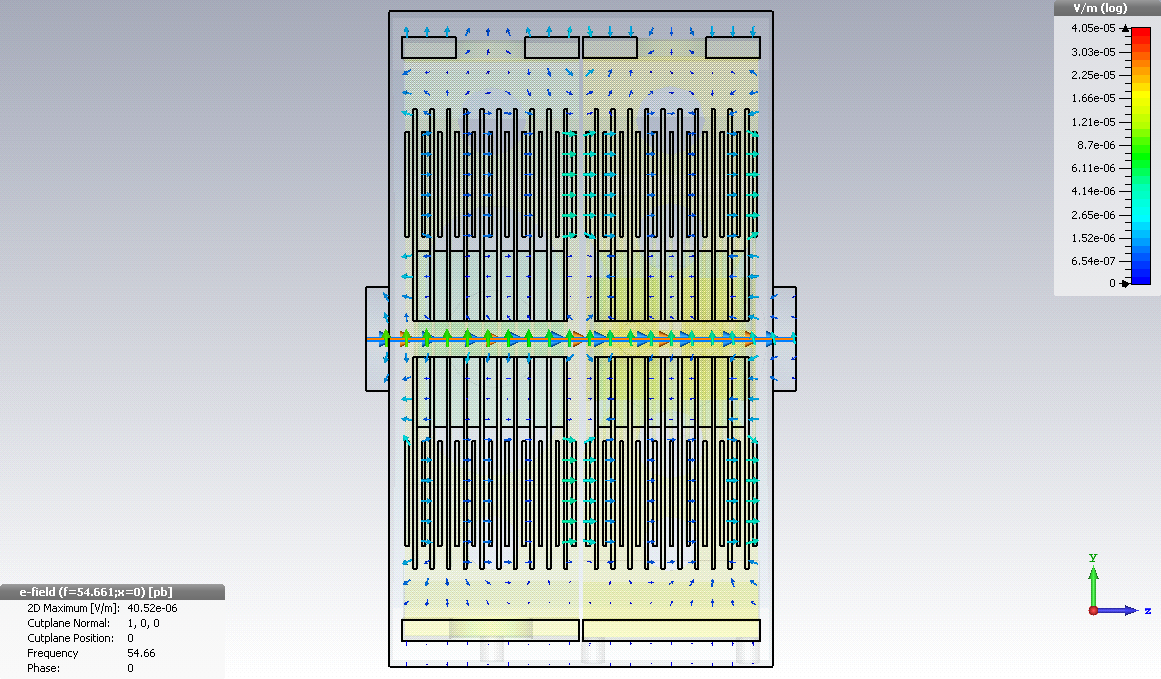 V/m (log)
4.05e-05
3.03e-05
2.25e-05
1.66e-05
1.21e-05
8.7e-06
6.11e-06
4.14e-06
2.65e-06
1.52e-06
6.54e-07
0
Y
z
e-field (f=54.661;x=0) [pb]
2D Maximum [V/m]: 40.52e-06
Cutplane Normal: 1, 0, 0
Cutplane Position: 0
Frequency 54.66
Phase: 0